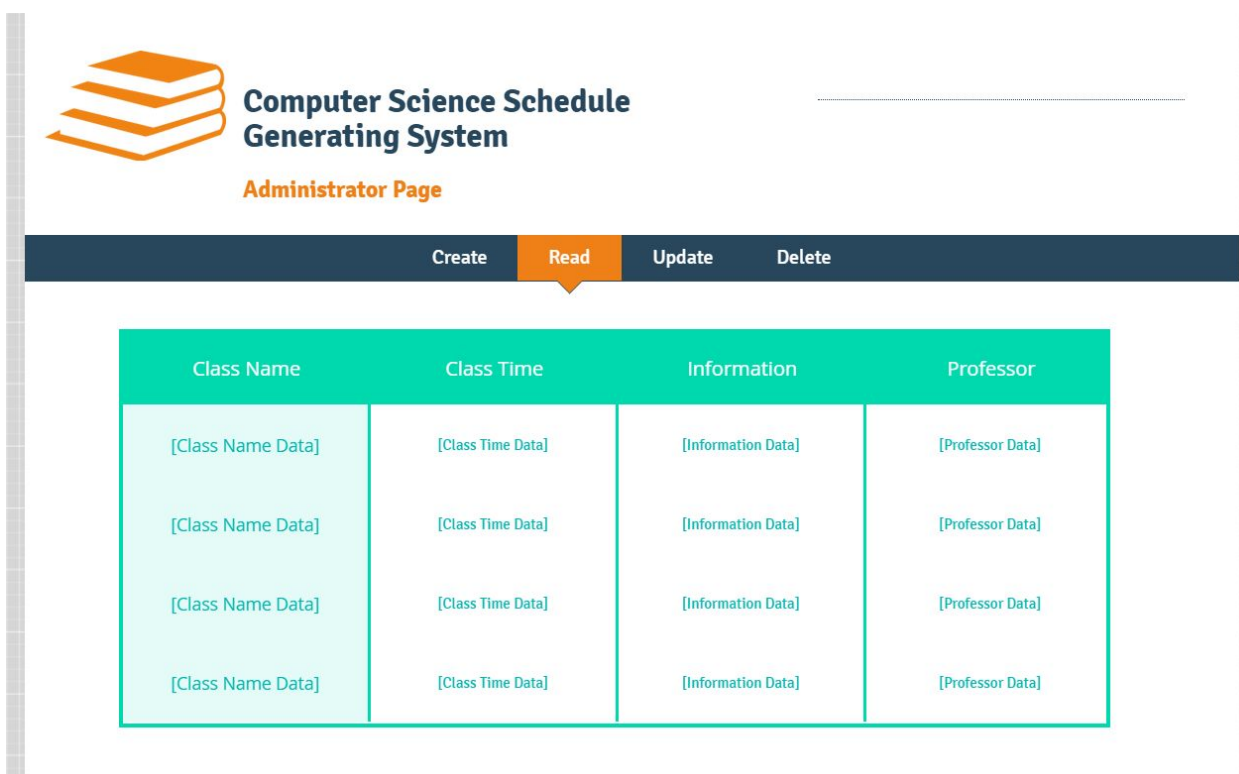 Computer Science Schedule
Generating System
Administrator Page
Create Read Update Delete
Class Name Class Time Information Professor
[Class Name Data] [Class Time Data] [Information Data] [Professor Data]
[Class Name Data] [Class Time Data] [Information Data] [Professor Data]
[Class Name Data] [Class Time Data] [Information Data] [Professor Data]
[Class Name Data] [Class Time Data] [Information Data] [Professor Data]